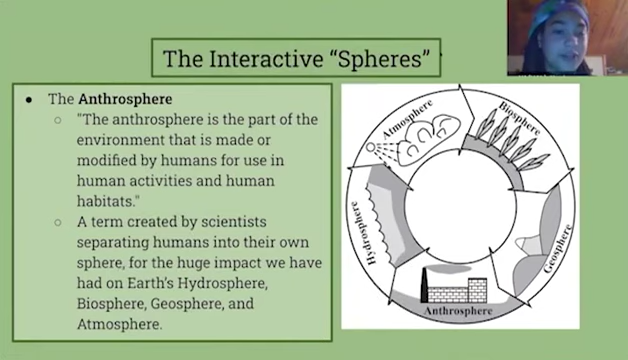 The Interactive “Spheres”
● The Anthrosphere
○ "The anthrosphere is the part of the
environment that is made or
modified by humans for use in
human activities and human
habitats."
○ A term created by scientists
separating humans into their own
sphere, for the huge impact we have
had on Earth's Hydrosphere,
Biosphere, Geosphere, and
Atmosphere.
Atmosphere
Biosphere
Geosphere
Anthrosphere
Hydrosphere